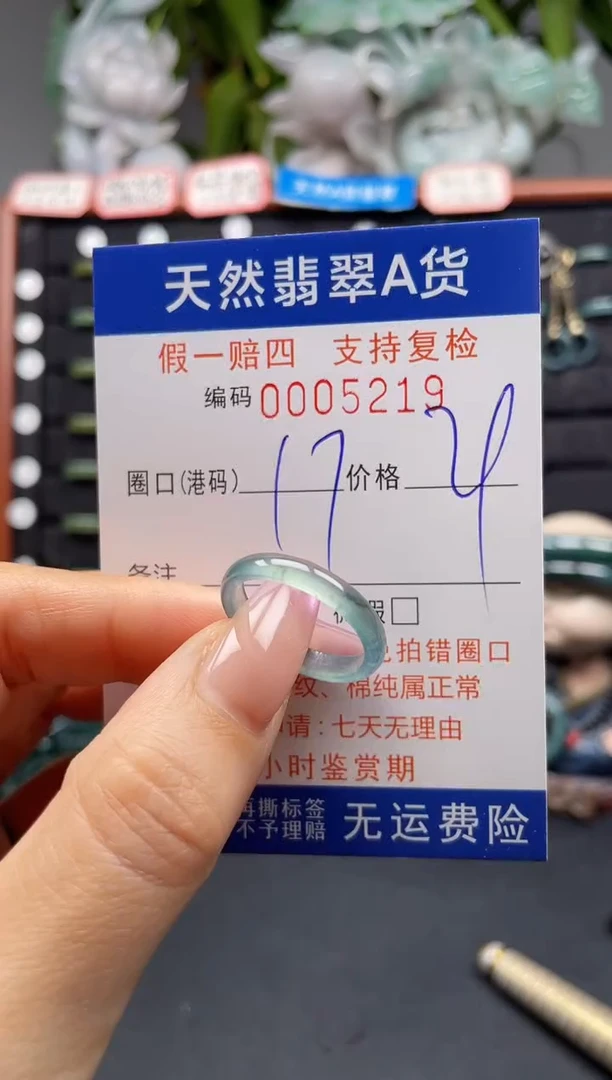 天然翡翠A货
假一赔四 支持复检
编码 0005219
圈口(港码) 17 价格
备注
假□
拍错圈口
纹、棉纯属正常
请:七天无理由
小时鉴赏期
再撕标签
不予理赔
无运费险